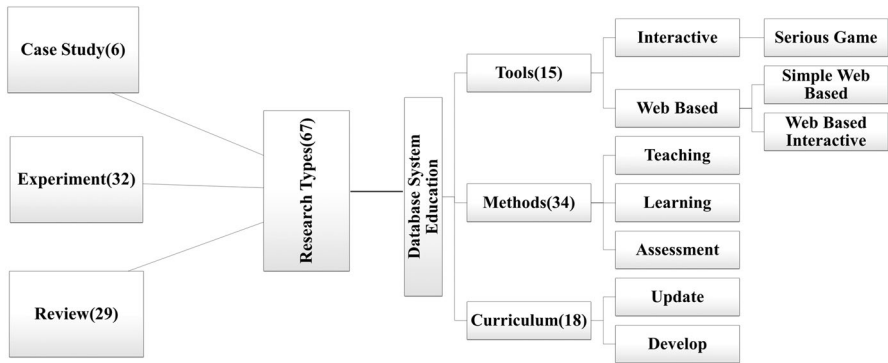 Case Study(6)
Experiment(32)
Review(29)
Research Types(67)
Database System
Education
Tools(15)
Methods(34)
Curriculum(18)
Interactive
Web Based
Teaching
Learning
Assessment
Update
Develop
Serious Game
Simple Web
Based
Web Based
Interactive